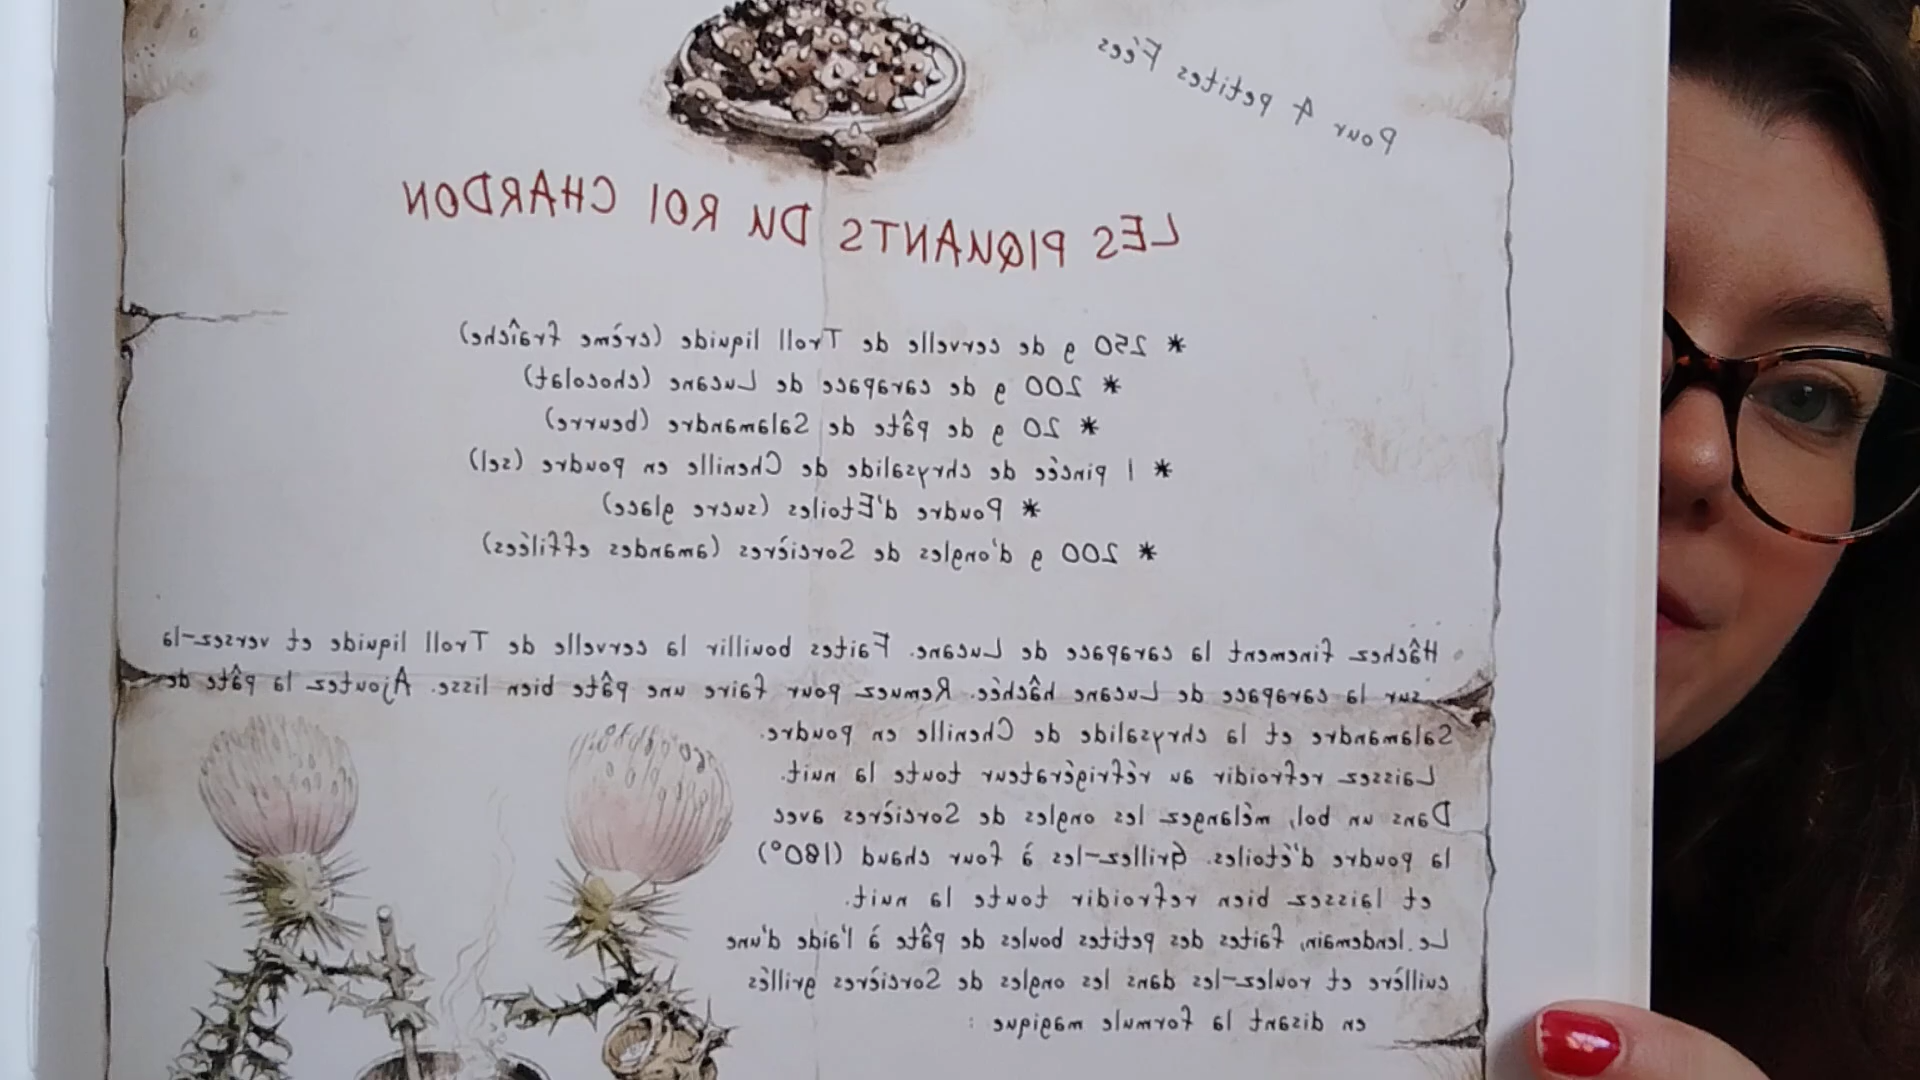 Pour 4 petites Fées
LES PIQUANTS DU ROI CHARDON
* 250 g de cervelle de Troll liquide (crème fraîche)
* 200 g de carapace de Lucane (chocolat)
* 20 g de pâte de Salamandre (beurre)
* 1 pincée de chrysalide de Chenille en poudre (sel)
* Poudre d'Etoiles (sucre glace)
* 200 g d'ongles de Sorcières (amandes effilées)
Hâchez finement la carapace de Lucane. Faites bouillir la cervelle de Troll liquide et versez-la
sur la carapace de Lucane hâchée. Remuez pour faire une pâte bien lisse. Ajoutez la pâte de
Salamandre et la chrysalide de Chenille en poudre.
Laissez refroidir au réfrigérateur toute la nuit.
Dans un bol, mélangez les ongles de Sorcières avec
la poudre d'étoiles. Grillez-les à four chaud (180°)
et laissez bien refroidir toute la nuit.
Le lendemain, faites des petites boules de pâte à l'aide d'une
cuillère et roulez-les dans les ongles de Sorcières grillés
en disant la formule magique :